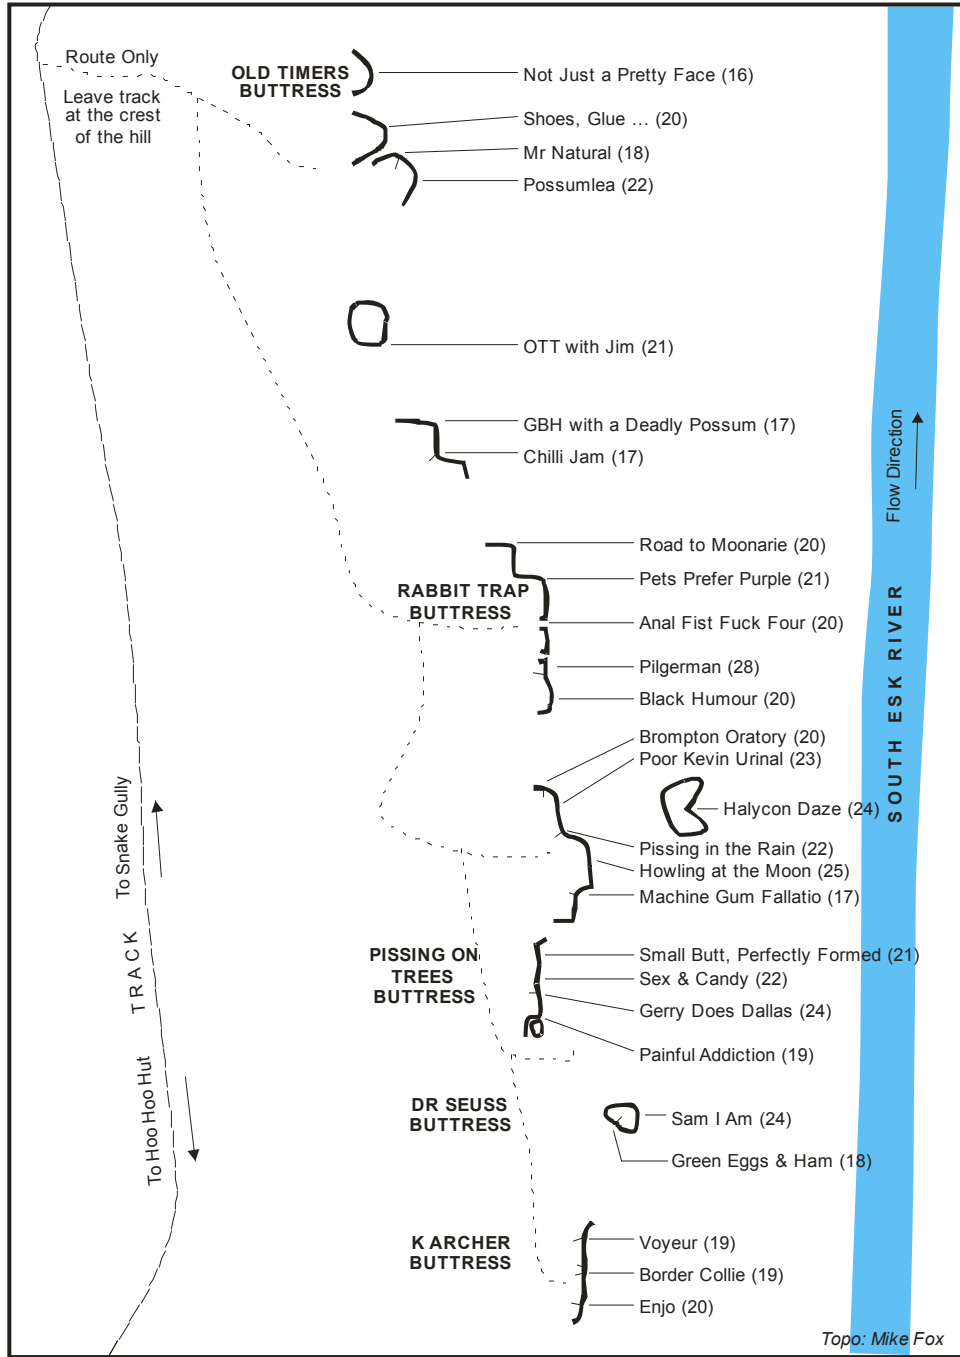 Route Only
Leave track
at the crest
of the hill
OLD TIMERS
BUTTRESS
Not Just a Pretty Face (16)
Shoes, Glue ... (20)
Mr Natural (18)
Possumlea (22)
OTT with Jim (21)
GBH with a Deadly Possum (17)
Chilli Jam (17)
Flow Direction
RABBIT TRAP
BUTTRESS
Road to Moonarie (20)
Pets Prefer Purple (21)
Anal Fist Fuck Four (20)
Pilgerman (28)
Black Humour (20)
SOUTH ESK RIVER
Brompton Oratory (20)
Poor Kevin Urinal (23)
Halycon Daze (24)
Pissing in the Rain (22)
Howling at the Moon (25)
Machine Gum Fallatio (17)
To Snake Gully
TRACK
To Hoo Hoo Hut
PISSING ON
TREES
BUTTRESS
Small Butt, Perfectly Formed (21)
Sex & Candy (22)
Gerry Does Dallas (24)
Painful Addiction (19)
DR SEUSS
BUTTRESS
Sam I Am (24)
Green Eggs & Ham (18)
K ARCHER
BUTTRESS
Voyeur (19)
Border Collie (19)
Enjo (20)
Topo: Mike Fox